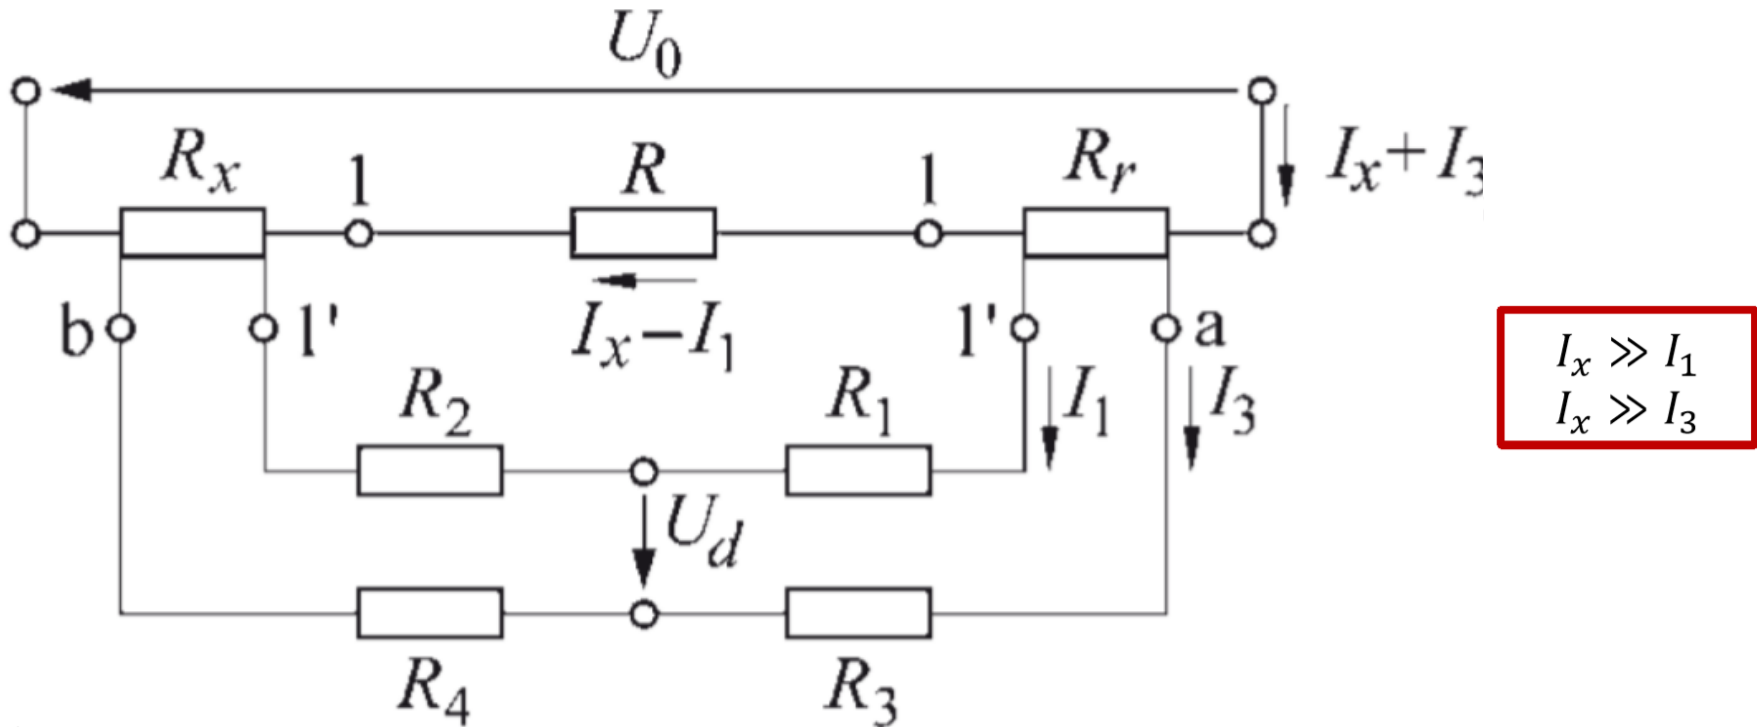 U₀
Rₓ
1
R
1
Rᵣ
Iₓ+I₃
b
1'
Iₓ−I₁
1'
a
R₂
R₁
I₁
I₃
Iₓ ≫ I₁
Iₓ ≫ I₃
U_d
R₄
R₃